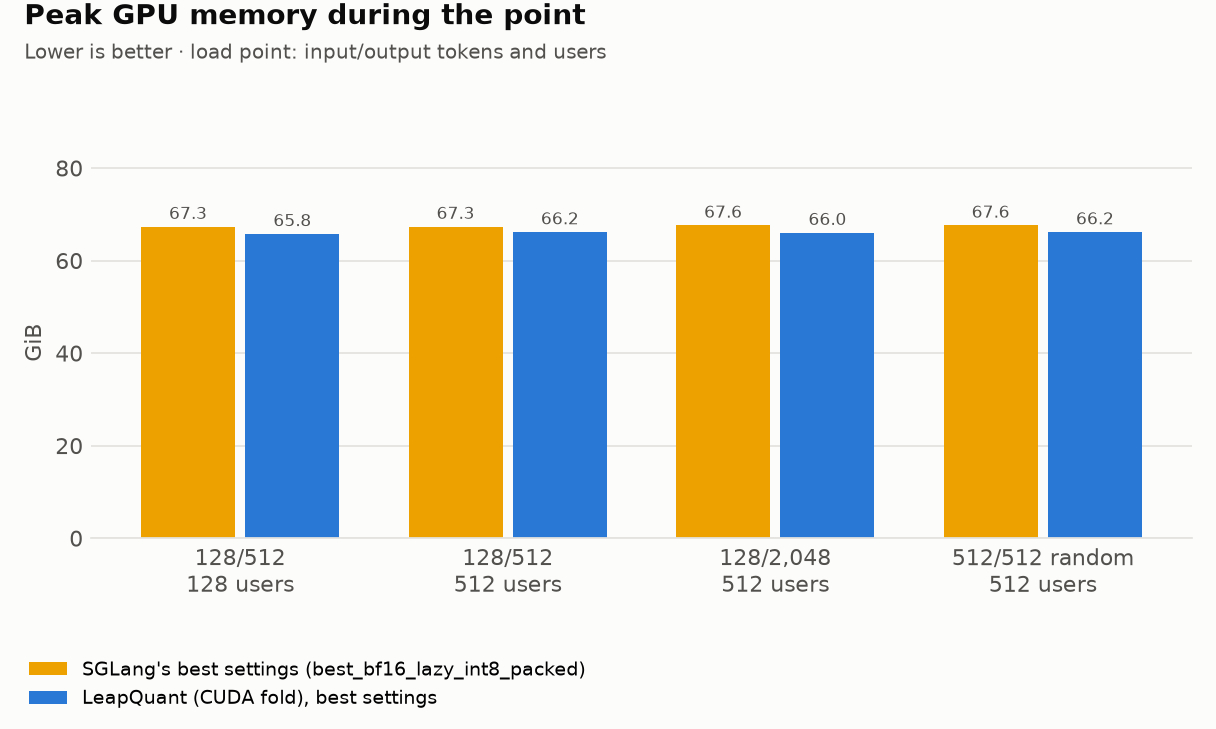 Peak GPU memory during the point
Lower is better · load point: input/output tokens and users
80
60
40
20
0
GiB
67.3
65.8
67.3
66.2
67.6
66.0
67.6
66.2
128/512
128 users
128/512
512 users
128/2,048
512 users
512/512 random
512 users
SGLang's best settings (best_bf16_lazy_int8_packed)
LeapQuant (CUDA fold), best settings